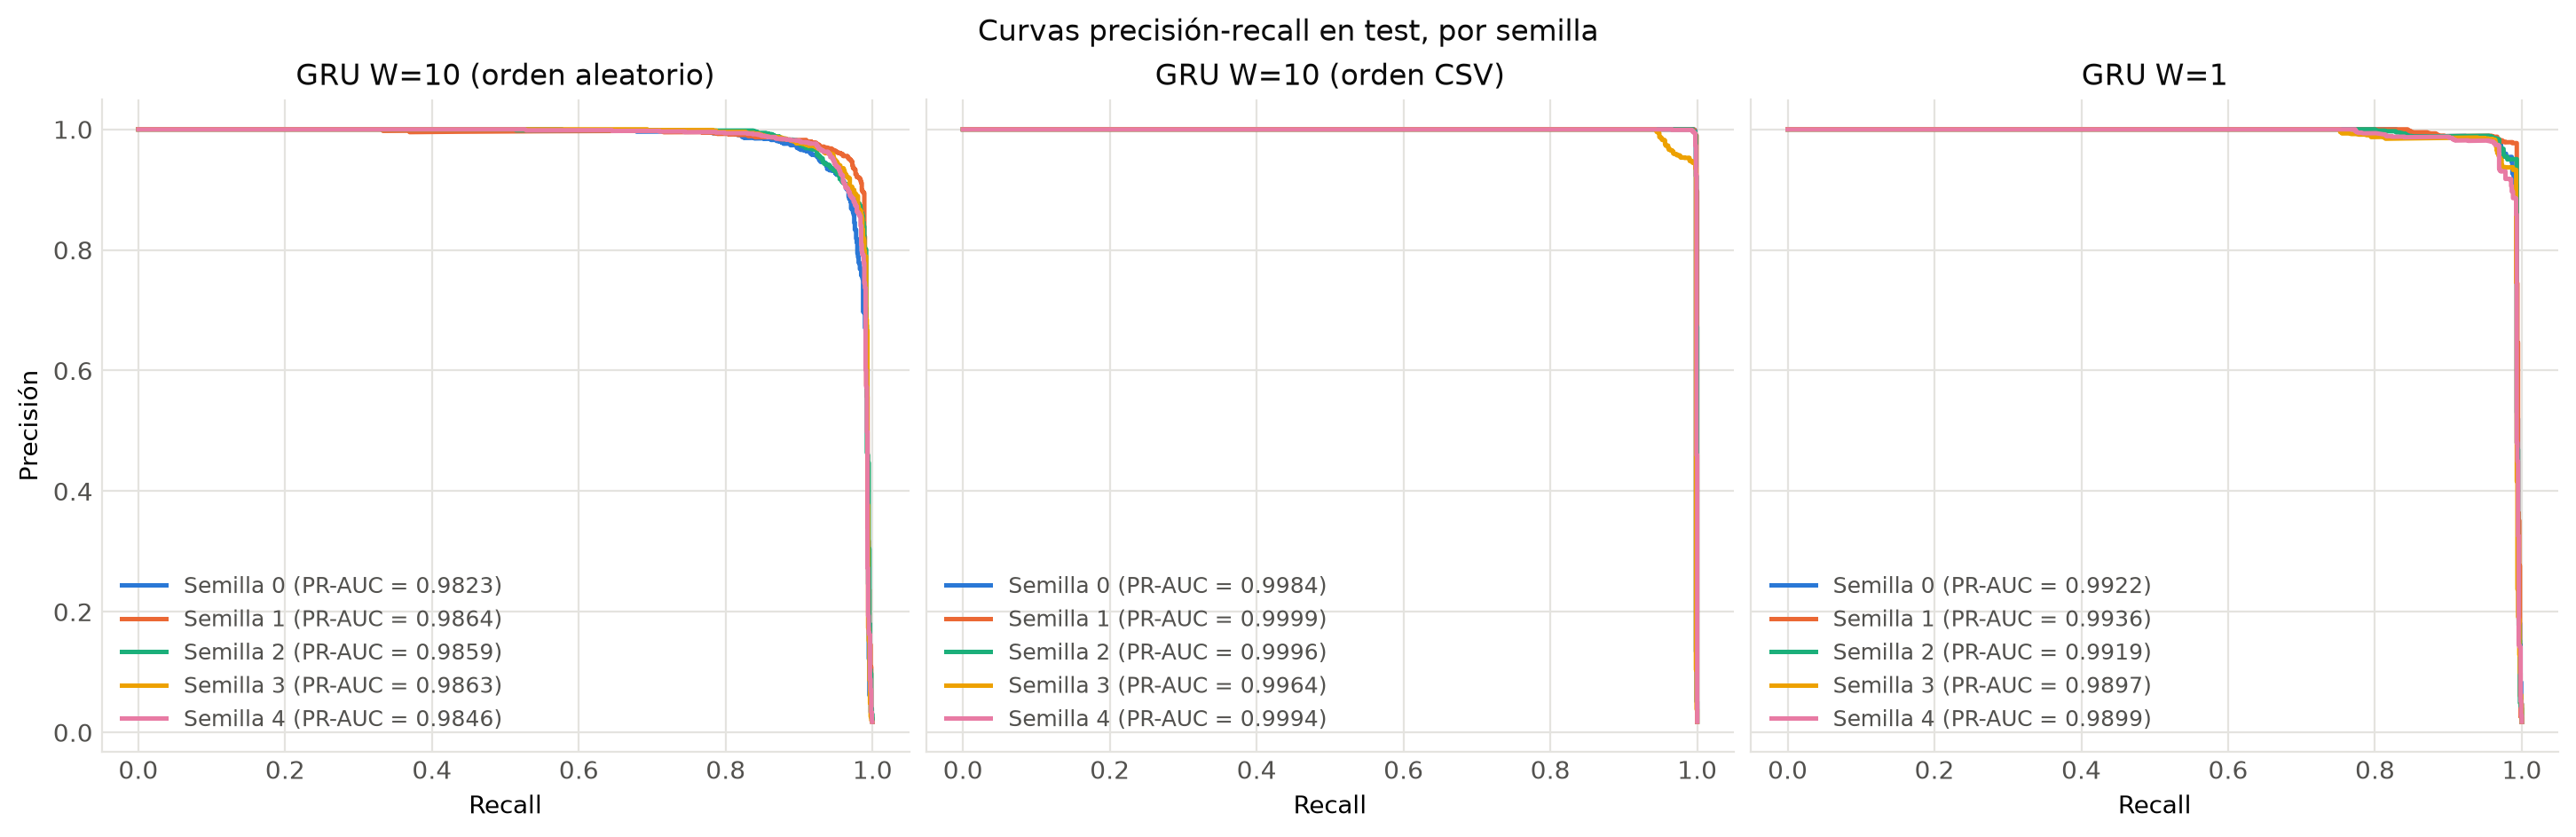 Curvas precisión-recall en test, por semilla
GRU W=10 (orden aleatorio)
Precisión
1.0
0.8
0.6
0.4
0.2
0.0
Semilla 0 (PR-AUC = 0.9823)
Semilla 1 (PR-AUC = 0.9864)
Semilla 2 (PR-AUC = 0.9859)
Semilla 3 (PR-AUC = 0.9863)
Semilla 4 (PR-AUC = 0.9846)
0.0 0.2 0.4 0.6 0.8 1.0
Recall
GRU W=10 (orden CSV)
Semilla 0 (PR-AUC = 0.9984)
Semilla 1 (PR-AUC = 0.9999)
Semilla 2 (PR-AUC = 0.9996)
Semilla 3 (PR-AUC = 0.9964)
Semilla 4 (PR-AUC = 0.9994)
0.0 0.2 0.4 0.6 0.8 1.0
Recall
GRU W=1
Semilla 0 (PR-AUC = 0.9922)
Semilla 1 (PR-AUC = 0.9936)
Semilla 2 (PR-AUC = 0.9919)
Semilla 3 (PR-AUC = 0.9897)
Semilla 4 (PR-AUC = 0.9899)
0.0 0.2 0.4 0.6 0.8 1.0
Recall